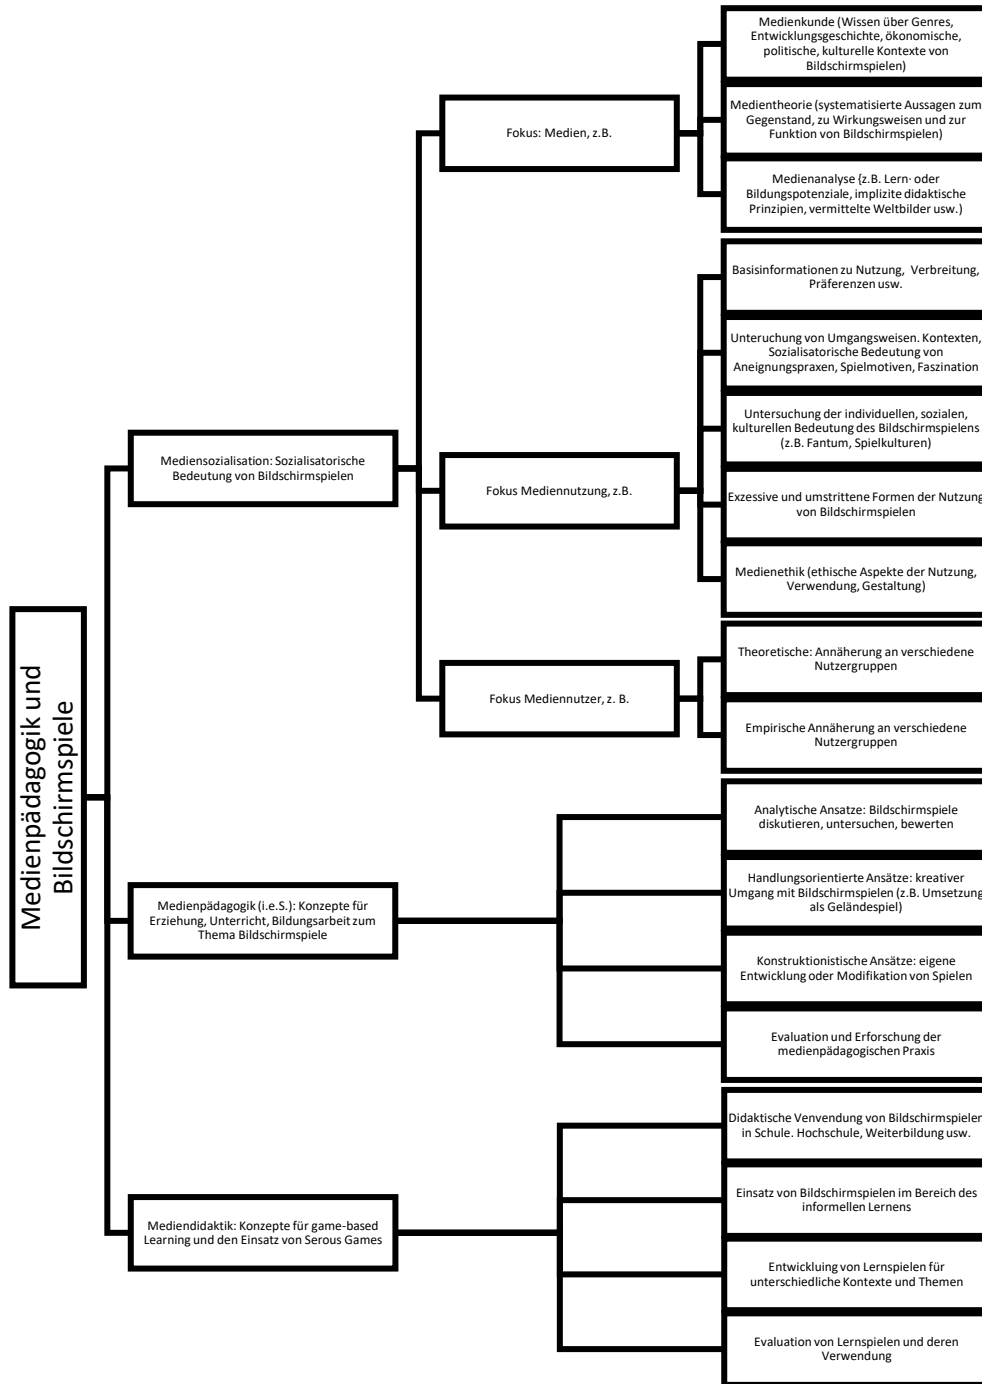 Medienpädagogik und
Bildschirmspiele
Mediensozialisation: Sozialisatorische
Bedeutung von Bildschirmspielen
Fokus: Medien, z.B.
Medienkunde (Wissen über Genres,
Entwicklungsgeschichte, ökonomische,
politische, kulturelle Kontexte von
Bildschirmspielen)
Medientheorie (systematisierte Aussagen zum
Gegenstand, zu Wirkungsweisen und zur
Funktion von Bildschirmspielen)
Medienanalyse {z.B. Lern- oder
Bildungspotenziale, implizite didaktische
Prinzipien, vermittelte Weltbilder usw.)
Fokus Mediennutzung, z.B.
Basisinformationen zu Nutzung, Verbreitung,
Präferenzen usw.
Unteruchung von Umgangsweisen. Kontexten,
Sozialisatorische Bedeutung von
Aneignungspraxen, Spielmotiven, Faszination
Untersuchung der individuellen, sozialen,
kulturellen Bedeutung des Bildschirmspielens
(z.B. Fantum, Spielkulturen)
Exzessive und umstrittene Formen der Nutzung
von Bildschirmspielen
Medienethik (ethische Aspekte der Nutzung,
Verwendung, Gestaltung)
Fokus Mediennutzer, z. B.
Theoretische: Annäherung an verschiedene
Nutzergruppen
Empirische Annäherung an verschiedene
Nutzergruppen
Medienpädagogik (i.e.S.): Konzepte für
Erziehung, Unterricht, Bildungsarbeit zum
Thema Bildschirmspiele
Analytische Ansatze: Bildschirmspiele
diskutieren, untersuchen, bewerten
Handlungsorientierte Ansätze: kreativer
Umgang mit Bildschirmspielen (z.B. Umsetzung
als Geländespiel)
Konstruktionistische Ansätze: eigene
Entwicklung oder Modifikation von Spielen
Evaluation und Erforschung der
medienpädagogischen Praxis
Mediendidaktik: Konzepte für game-based
Learning und den Einsatz von Serous Games
Didaktische Venvendung von Bildschirmspielen
in Schule. Hochschule, Weiterbildung usw.
Einsatz von Bildschirmspielen im Bereich des
informellen Lernens
Entwickluing von Lernspielen für
unterschiedliche Kontexte und Themen
Evaluation von Lernspielen und deren
Verwendung